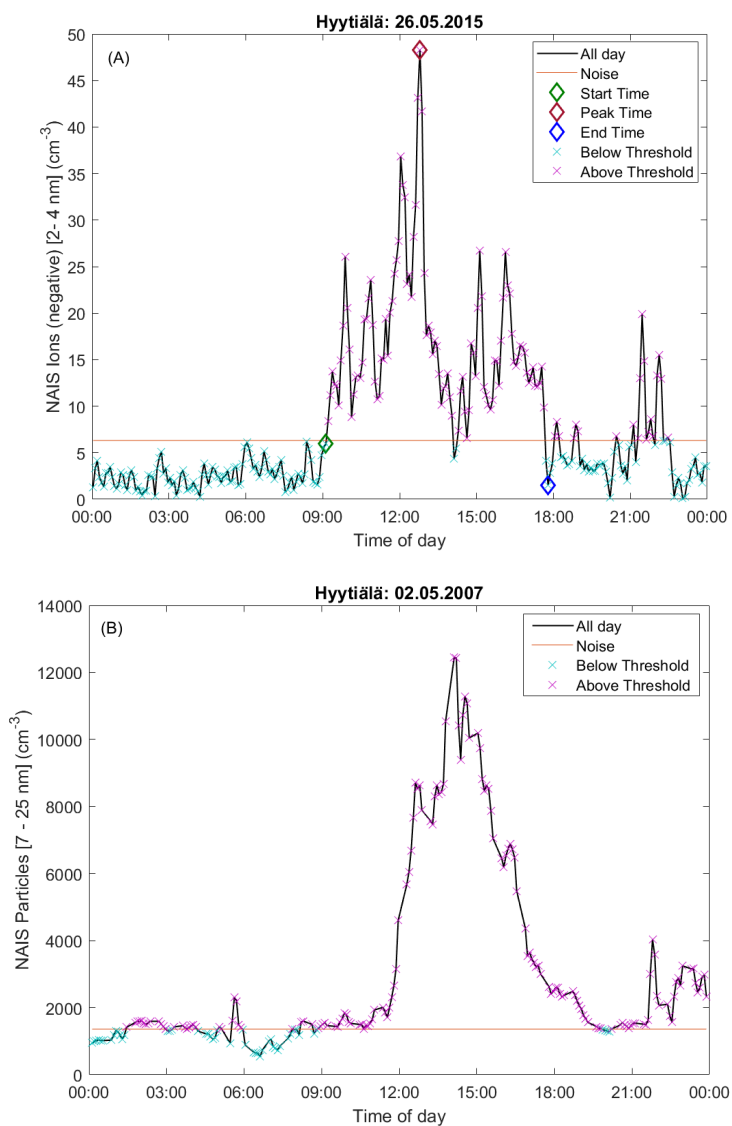 Hyytiälä: 26.05.2015
(A)
All day
Noise
Start Time
Peak Time
End Time
Below Threshold
Above Threshold
NAIS Ions (negative) [2- 4 nm] (cm-3)
50
45
40
35
30
25
20
15
10
5
0
00:00 03:00 06:00 09:00 12:00 15:00 18:00 21:00 00:00
Time of day
Hyytiälä: 02.05.2007
(B)
All day
Noise
Below Threshold
Above Threshold
NAIS Particles [7 - 25 nm] (cm-3)
14000
12000
10000
8000
6000
4000
2000
0
00:00 03:00 06:00 09:00 12:00 15:00 18:00 21:00 00:00
Time of day